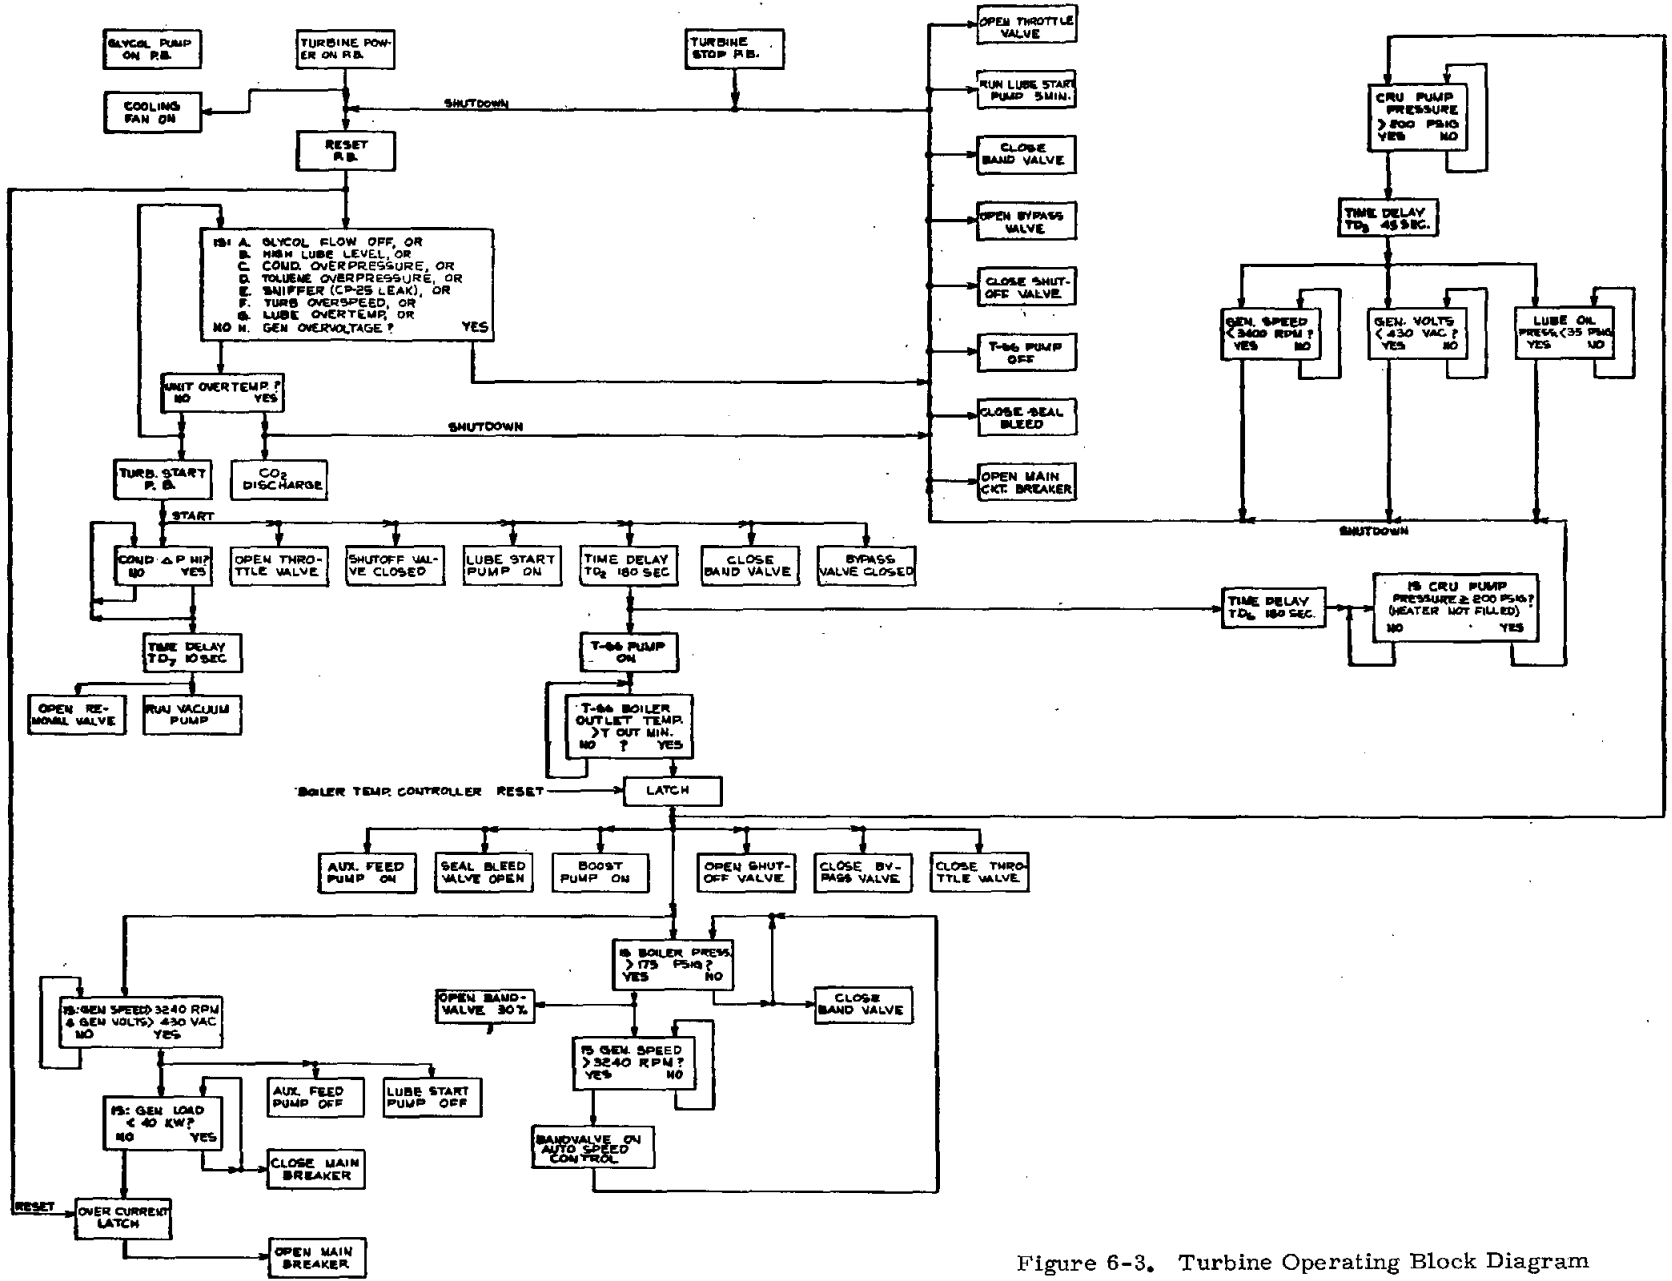 GLYCOL PUMP
ON P.B.
TURBINE POW-
ER ON P.B.
TURBINE
STOP P.B.
OPEN THROTTLE
VALVE
COOLING
FAN ON
SHUTDOWN
RUN LUBE START
PUMP 5MIN.
CRU PUMP
PRESSURE
>200 PSIG
YES NO
RESET
P.B.
CLOSE
BAND VALVE
OPEN BYPASS
VALVE
TIME DELAY
TD3 45 SEC.
IS: A. GLYCOL FLOW OFF, OR
B. HIGH LUBE LEVEL, OR
C. COND. OVERPRESSURE, OR
D. TOLUENE OVERPRESSURE, OR
E. SNIFFER (CP-25 LEAK), OR
F. TURB OVERSPEED, OR
G. LUBE OVERTEMP, OR
NO H. GEN OVERVOLTAGE? YES
CLOSE SHUT-
OFF VALVE
GEN. SPEED
<3400 RPM?
YES NO
GEN. VOLTS
<430 VAC?
YES NO
LUBE OIL
PRESS.<35 PSIG
YES NO
T-66 PUMP
OFF
UNIT OVERTEMP.?
NO YES
CLOSE SEAL
BLEED
SHUTDOWN
TURB. START
P. B.
CO2
DISCHARGE
OPEN MAIN
CKT. BREAKER
START
SHUTDOWN
COND. △P HI?
NO YES
OPEN THRO-
TTLE VALVE
SHUTOFF VAL-
VE CLOSED
LUBE START
PUMP ON
TIME DELAY
TD2 180 SEC
CLOSE
BAND VALVE
BYPASS
VALVE CLOSED
TIME DELAY
TD6 180 SEC.
IS CRU PUMP
PRESSURE ≥ 200 PSIG?
(HEATER NOT FILLED)
NO YES
TIME DELAY
TD7 10 SEC
T-66 PUMP
ON
OPEN RE-
MOVAL VALVE
RUN VACUUM
PUMP
T-66 BOILER
OUTLET TEMP.
>T OUT MIN.
NO ? YES
BOILER TEMP. CONTROLLER RESET
LATCH
AUX. FEED
PUMP ON
SEAL BLEED
VALVE OPEN
BOOST
PUMP ON
OPEN SHUT-
OFF VALVE
CLOSE BY-
PASS VALVE
CLOSE THRO-
TTLE VALVE
IS BOILER PRESS.
>175 PSIG?
YES NO
OPEN BAND-
VALVE 30%
CLOSE
BAND VALVE
IS: GEN SPEED>3240 RPM
& GEN VOLTS> 430 VAC
NO YES
IS GEN. SPEED
>3240 RPM?
YES NO
AUX. FEED
PUMP OFF
LUBE START
PUMP OFF
IS: GEN LOAD
< 40 KW?
NO YES
BANDVALVE ON
AUTO SPEED
CONTROL
CLOSE MAIN
BREAKER
RESET
OVER CURRENT
LATCH
OPEN MAIN
BREAKER
Figure 6-3. Turbine Operating Block Diagram